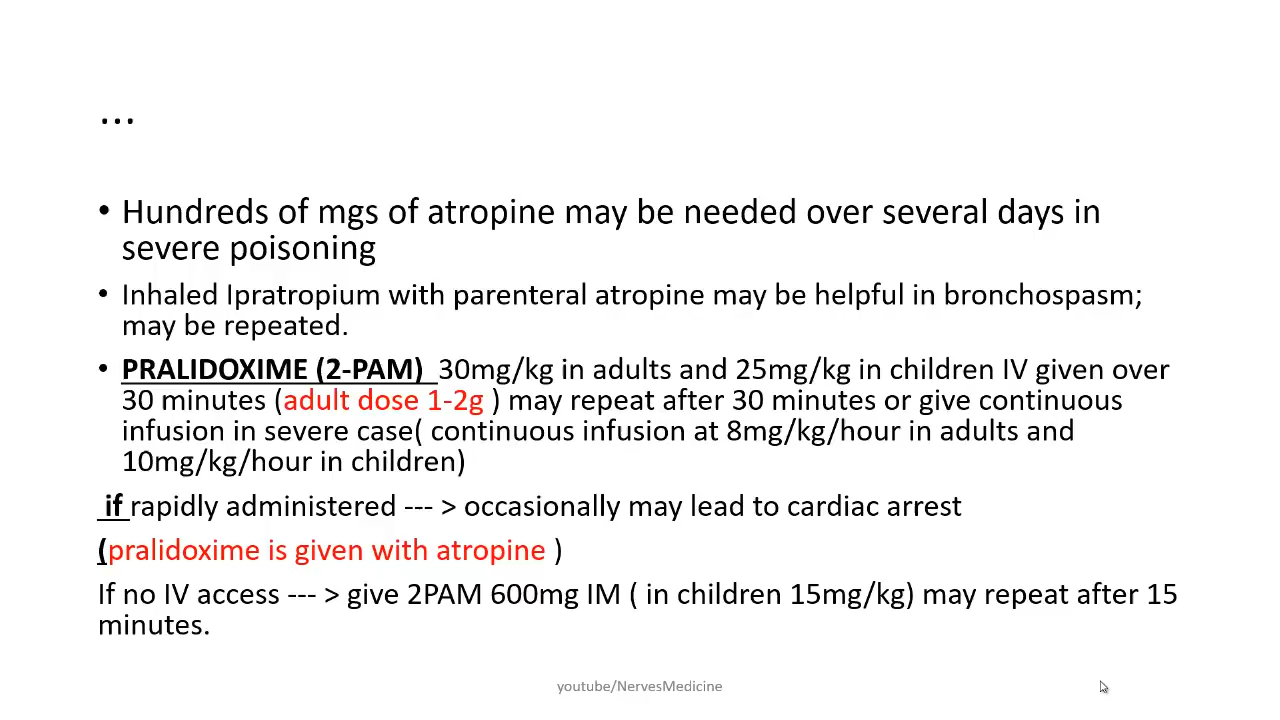 ...
• Hundreds of mgs of atropine may be needed over several days in
severe poisoning
• Inhaled Ipratropium with parenteral atropine may be helpful in bronchospasm;
may be repeated.
• PRALIDOXIME (2-PAM) 30mg/kg in adults and 25mg/kg in children IV given over
30 minutes (adult dose 1-2g ) may repeat after 30 minutes or give continuous
infusion in severe case( continuous infusion at 8mg/kg/hour in adults and
10mg/kg/hour in children)
if rapidly administered --- > occasionally may lead to cardiac arrest
(pralidoxime is given with atropine )
If no IV access --- > give 2PAM 600mg IM ( in children 15mg/kg) may repeat after 15
minutes.
youtube/NervesMedicine